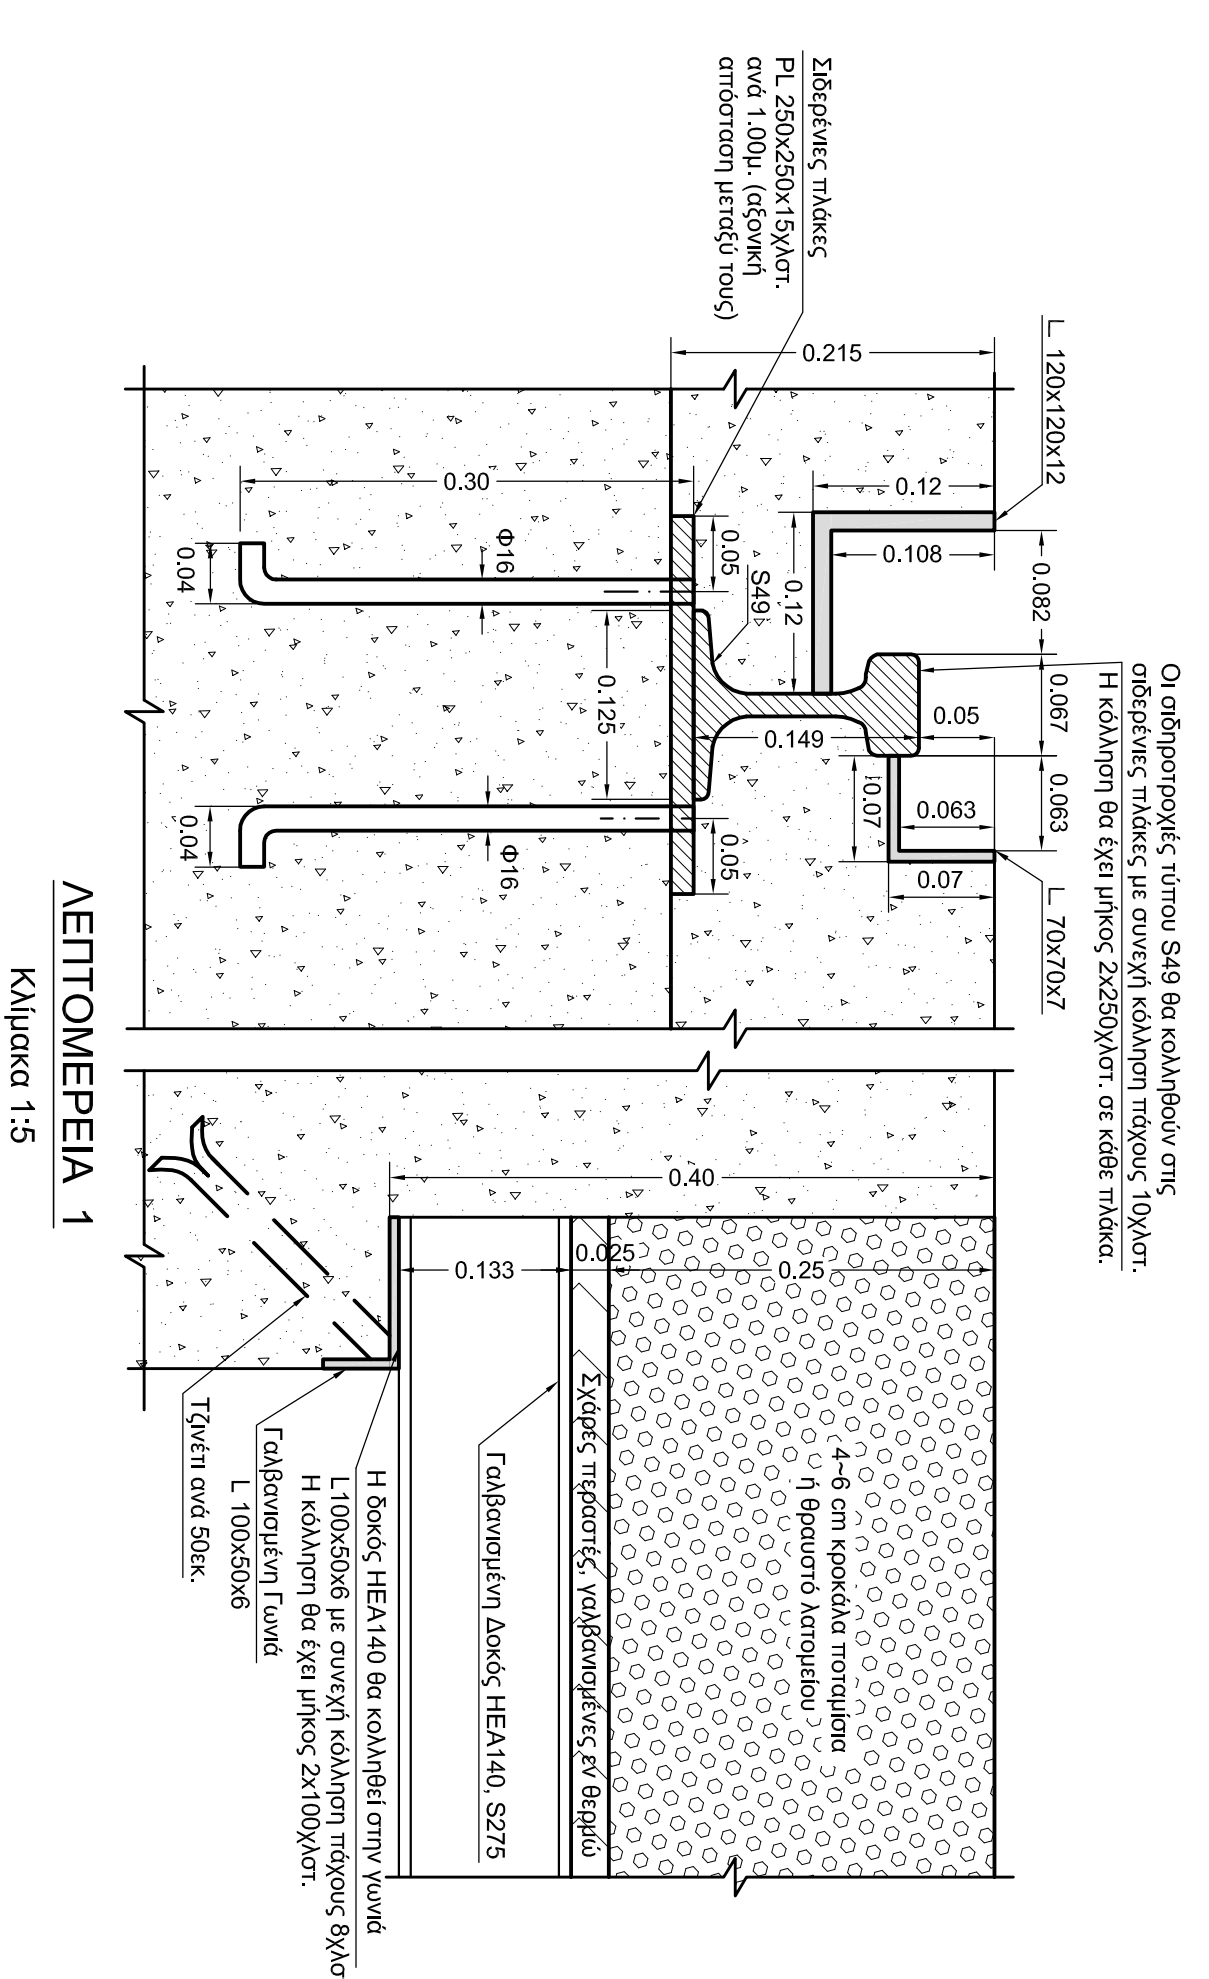 Οι σιδηροτροχιές τύπου S49 θα κολληθούν στις
σιδερένιες πλάκες με συνεχή κόλληση πάχους 10χλστ.
Η κόλληση θα έχει μήκος 2x250χλστ. σε κάθε πλάκα.
L 120x120x12
L 70x70x7
0.082
0.067
0.063
0.05
0.215
0.12
0.108
0.063
0.07
0.07
0.12
0.149
S49
Σιδερένιες πλάκες
PL 250x250x15χλστ.
ανά 1.00μ. (αξονική
απόσταση μεταξύ τους)
0.05
0.05
0.125
0.30
Φ16
Φ16
0.04
0.04
0.40
0.25
0.025
0.133
4~6 cm κροκάλα ποταμίσια
ή θραυστό λατομείου
Σχάρες περαστές, γαλβανισμένες εν θερμώ
Γαλβανισμένη Δοκός HEA140, S275
Η δοκός HEA140 θα κολληθεί στην γωνιά
L100x50x6 με συνεχή κόλληση πάχους 8χλσ
Η κόλληση θα έχει μήκος 2x100χλστ.
Γαλβανισμένη Γωνιά
L 100x50x6
Τζινέτι ανά 50εκ.
ΛΕΠΤΟΜΕΡΕΙΑ 1
Κλίμακα 1:5